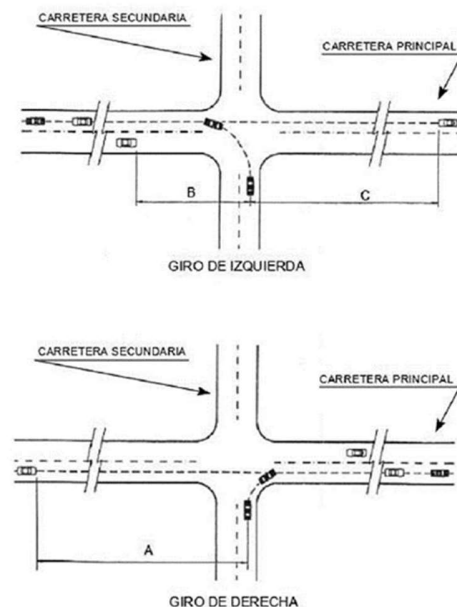 CARRETERA SECUNDARIA
CARRETERA PRINCIPAL
B
C
GIRO DE IZQUIERDA
CARRETERA SECUNDARIA
CARRETERA PRINCIPAL
A
GIRO DE DERECHA